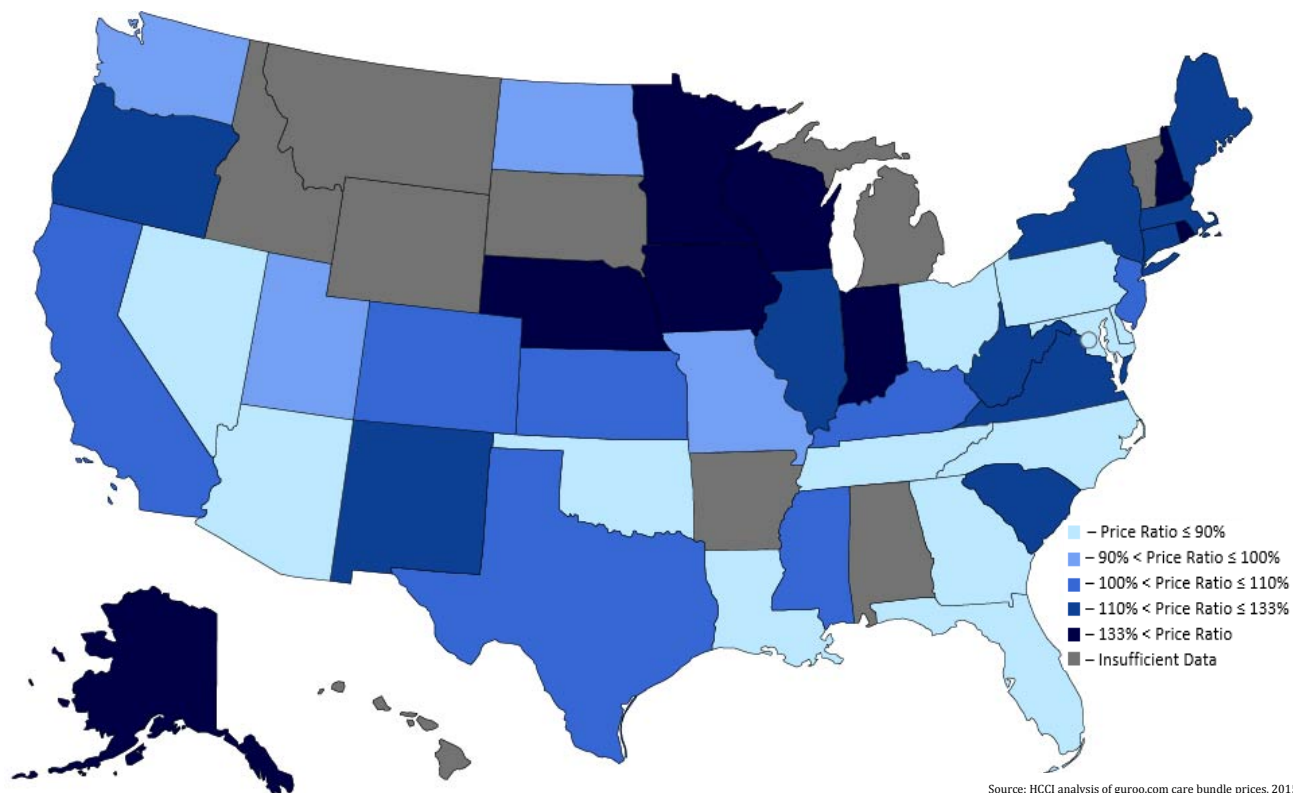 – Price Ratio ≤ 90%
– 90% < Price Ratio ≤ 100%
– 100% < Price Ratio ≤ 110%
– 110% < Price Ratio ≤ 133%
– 133% < Price Ratio
– Insufficient Data
Source: HCCI analysis of guroo.com care bundle prices, 2015